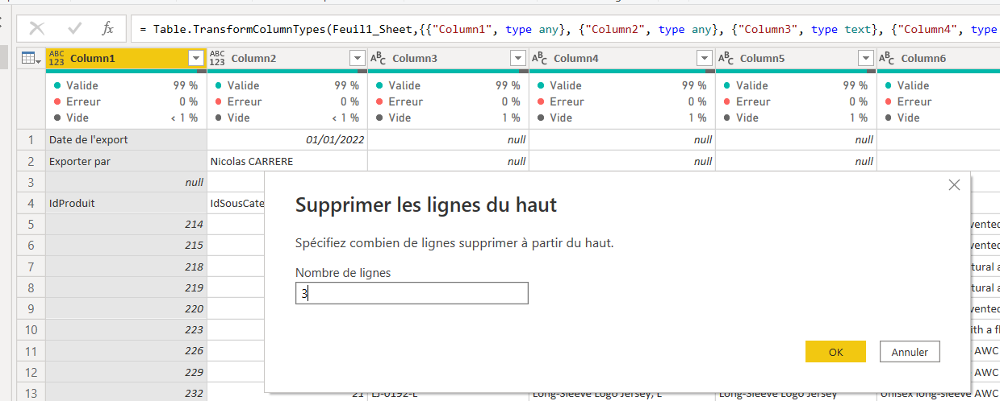 fx = Table.TransformColumnTypes(Feuil1_Sheet,{{"Column1", type any}, {"Column2", type any}, {"Column3", type text}, {"Column4", type
ABC 123 Column1 ABC 123 Column2 ABC Column3 ABC Column4 ABC Column5 ABC Column6
Valide 99 % Valide 99 % Valide 99 % Valide 99 % Valide 99 % Valide
Erreur 0 % Erreur 0 % Erreur 0 % Erreur 0 % Erreur 0 % Erreur
Vide < 1 % Vide < 1 % Vide 1 % Vide 1 % Vide 1 % Vide
1 Date de l'export 01/01/2022 null null null
2 Exporter par Nicolas CARRERE null null null
3 null
4 IdProduit IdSousCate
Supprimer les lignes du haut
5 214
6 215
Spécifiez combien de lignes supprimer à partir du haut.
7 218
Nombre de lignes
8 219
3
9 220
10 223 ith a f
11 226 AWC
OK Annuler
12 229 AWC
13 232 21 LJ-0192-L Long-Sleeve Logo Jersey, L Long-Sleeve Logo Jersey Unisex long-sleeve AWC